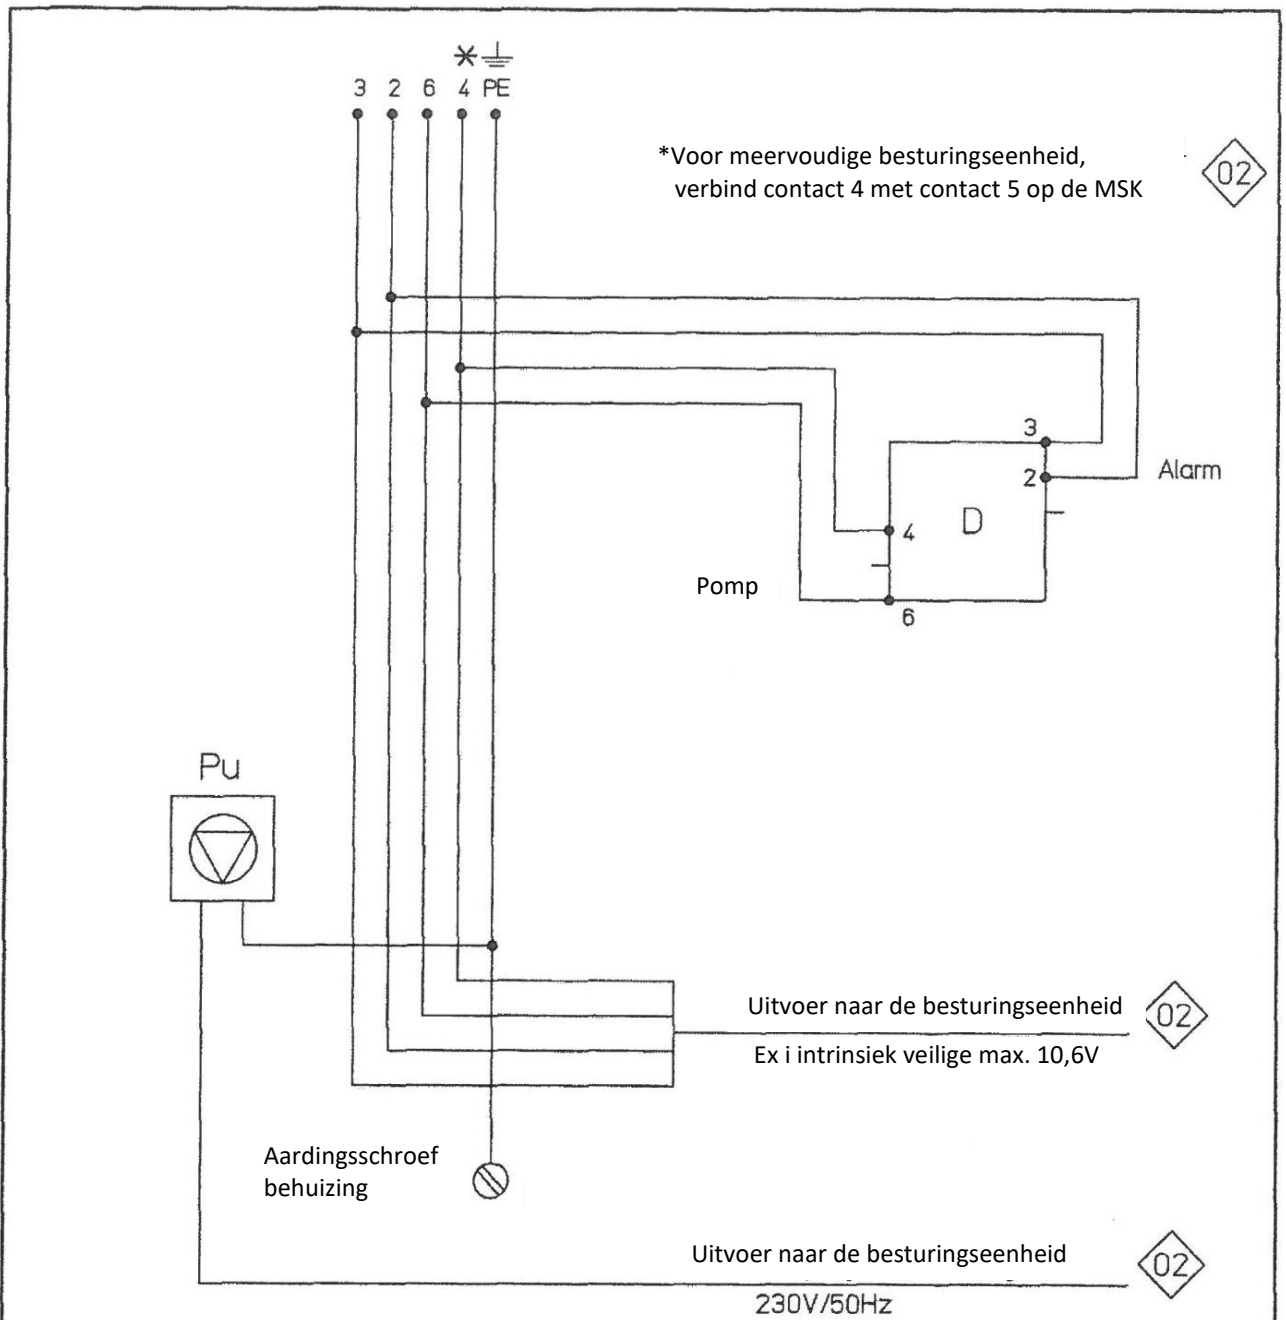 *
3 2 6 4 PE
*Voor meervoudige besturingseenheid,
verbind contact 4 met contact 5 op de MSK
02
3
2
Alarm
4
D
Pomp
6
Pu
Uitvoer naar de besturingseenheid
02
Ex i intrinsiek veilige max. 10,6V
Aardingsschroef
behuizing
Uitvoer naar de besturingseenheid
02
230V/50Hz